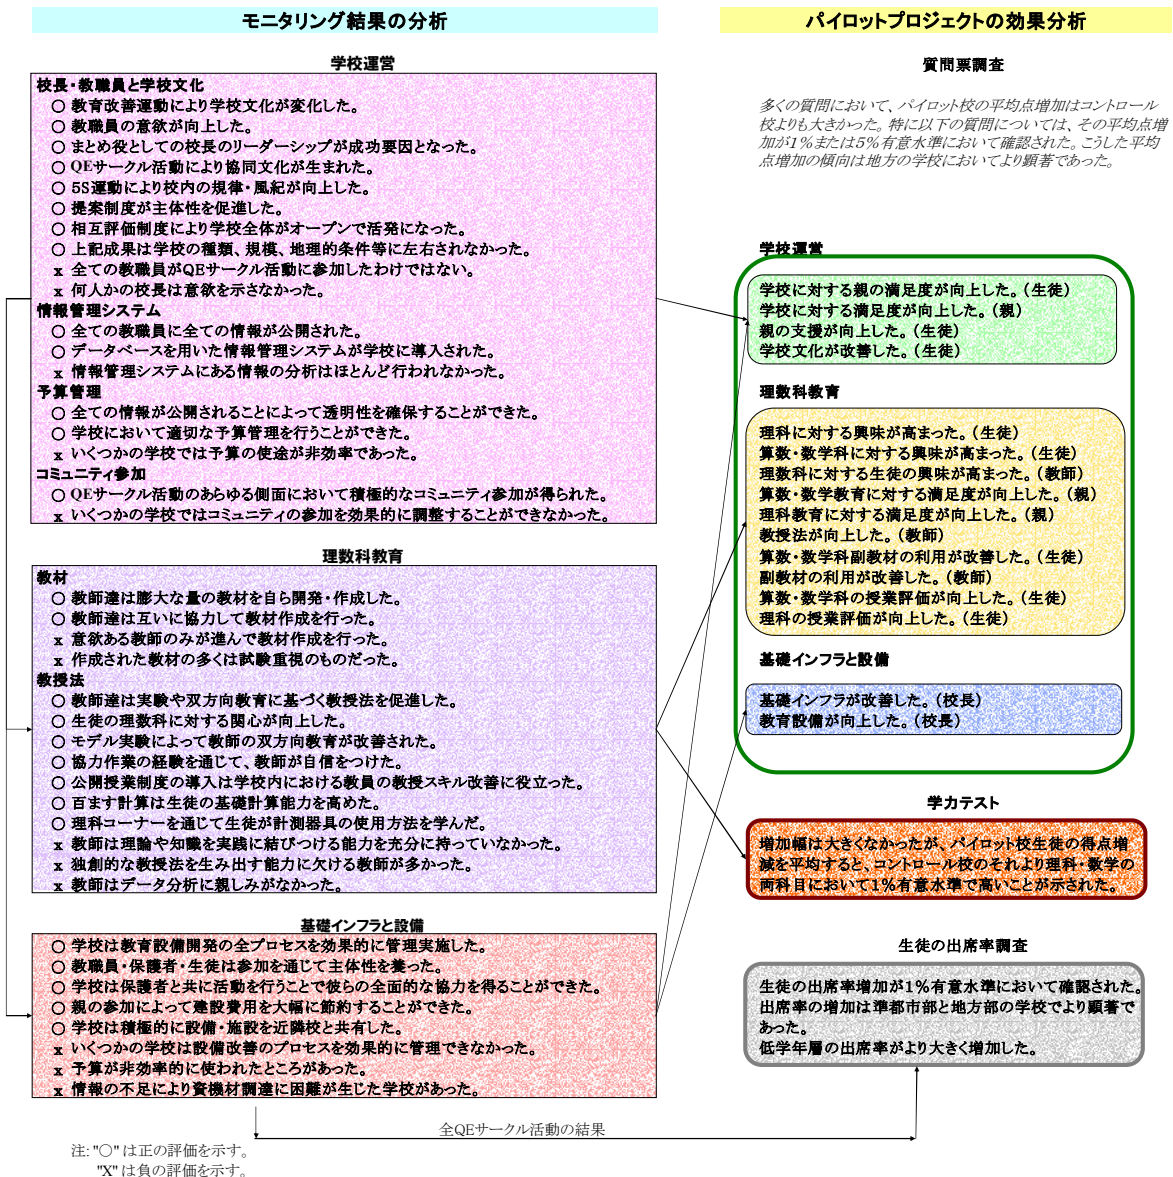 モニタリング結果の分析
学校運営
校長・教職員と学校文化
○ 教育改善運動により学校文化が変化した。
○ 教職員の意欲が向上した。
○ まとめ役としての校長のリーダーシップが成功要因となった。
○ QEサークル活動により協同文化が生まれた。
○ 5S運動により校内の規律・風紀が向上した。
○ 提案制度が主体性を促進した。
○ 相互評価制度により学校全体がオープンで活発になった。
○ 上記成果は学校の種類、規模、地理的条件等に左右されなかった。
x 全ての教職員がQEサークル活動に参加したわけではない。
x 何人かの校長は意欲を示さなかった。
情報管理システム
○ 全ての教職員に全ての情報が公開された。
○ データベースを用いた情報管理システムが学校に導入された。
x 情報管理システムにある情報の分析はほとんど行われなかった。
予算管理
○ 全ての情報が公開されることによって透明性を確保することができた。
○ 学校において適切な予算管理を行うことができた。
x いくつかの学校では予算の使途が非効率であった。
コミュニティ参加
○ QEサークル活動のあらゆる側面において積極的なコミュニティ参加が得られた。
x いくつかの学校ではコミュニティの参加を効果的に調整することができなかった。
理数科教育
教材
○ 教師達は膨大な量の教材を自ら開発・作成した。
○ 教師達は互いに協力して教材作成を行った。
x 意欲ある教師のみが進んで教材作成を行った。
x 作成された教材の多くは試験重視のものだった。
教授法
○ 教師達は実験や双方向教育に基づく教授法を促進した。
○ 生徒の理数科に対する関心が向上した。
○ モデル実験によって教師の双方向教育が改善された。
○ 協力作業の経験を通じて、教師が自信をつけた。
○ 公開授業制度の導入は学校内における教員の教授スキル改善に役立った。
○ 百ます計算は生徒の基礎計算能力を高めた。
○ 理科コーナーを通じて生徒が計測器具の使用方法を学んだ。
x 教師は理論や知識を実践に結びつける能力を充分に持っていなかった。
x 独創的な教授法を生み出す能力に欠ける教師が多かった。
x 教師はデータ分析に親しみがなかった。
基礎インフラと設備
○ 学校は教育設備開発の全プロセスを効果的に管理実施した。
○ 教職員・保護者・生徒は参加を通じて主体性を養った。
○ 学校は保護者と共に活動を行うことで彼らの全面的な協力を得ることができた。
○ 親の参加によって建設費用を大幅に節約することができた。
○ 学校は積極的に設備・施設を近隣校と共有した。
x いくつかの学校は設備改善のプロセスを効果的に管理できなかった。
x 予算が非効率的に使われたところがあった。
x 情報の不足により資機材調達に困難が生じた学校があった。
パイロットプロジェクトの効果分析
質問票調査
多くの質問において、パイロット校の平均点増加はコントロール
校よりも大きかった。特に以下の質問については、その平均点増
加が1%または5%有意水準において確認された。こうした平均
点増加の傾向は地方の学校においてより顕著であった。
学校運営
学校に対する親の満足度が向上した。（生徒）
学校に対する満足度が向上した。（親）
親の支援が向上した。（生徒）
学校文化が改善した。（生徒）
理数科教育
理科に対する興味が高まった。（生徒）
算数・数学科に対する興味が高まった。（生徒）
理数科に対する生徒の興味が高まった。（教師）
算数・数学教育に対する満足度が向上した。（親）
理科教育に対する満足度が向上した。（親）
教授法が向上した。（教師）
算数・数学科副教材の利用が改善した。（生徒）
副教材の利用が改善した。（教師）
算数・数学科の授業評価が向上した。（生徒）
理科の授業評価が向上した。（生徒）
基礎インフラと設備
基礎インフラが改善した。（校長）
教育設備が向上した。（校長）
学力テスト
増加幅は大きくなかったが、パイロット校生徒の得点増
減を平均すると、コントロール校のそれより理科・数学の
両科目において1%有意水準で高いことが示された。
生徒の出席率調査
生徒の出席率増加が1%有意水準において確認された。
出席率の増加は準都市部と地方部の学校でより顕著で
あった。
低学年層の出席率がより大きく増加した。
全QEサークル活動の結果
注: "○" は正の評価を示す。
"X" は負の評価を示す。